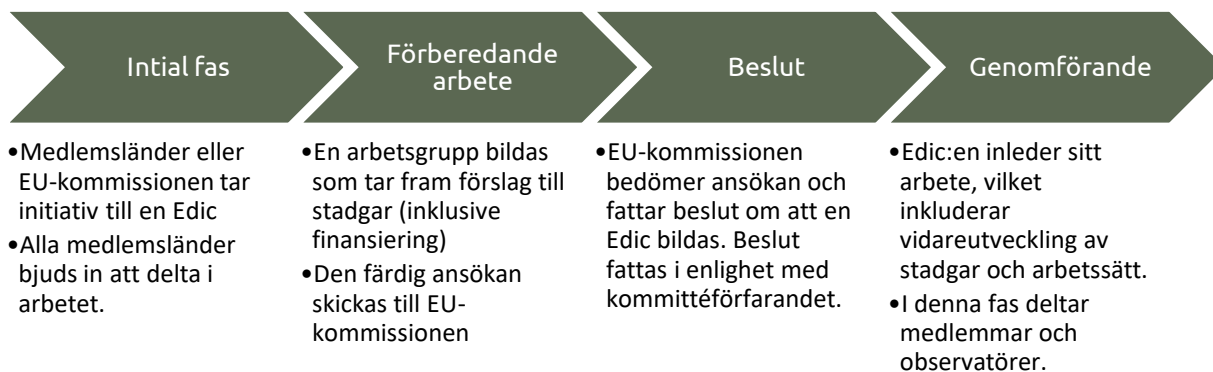 Intial fas
Förberedande
arbete
Beslut
Genomförande
•Medlemsländer eller
EU-kommissionen tar
initiativ till en Edic
•Alla medlemsländer
bjuds in att delta i
arbetet.
•En arbetsgrupp bildas
som tar fram förslag till
stadgar (inklusive
finansiering)
•Den färdig ansökan
skickas till EU-
kommissionen
•EU-kommissionen
bedömer ansökan och
fattar beslut om att en
Edic bildas. Beslut
fattas i enlighet med
kommittéförfarandet.
•Edic:en inleder sitt
arbete, vilket
inkluderar
vidareutveckling av
stadgar och arbetssätt.
•I denna fas deltar
medlemmar och
observatörer.